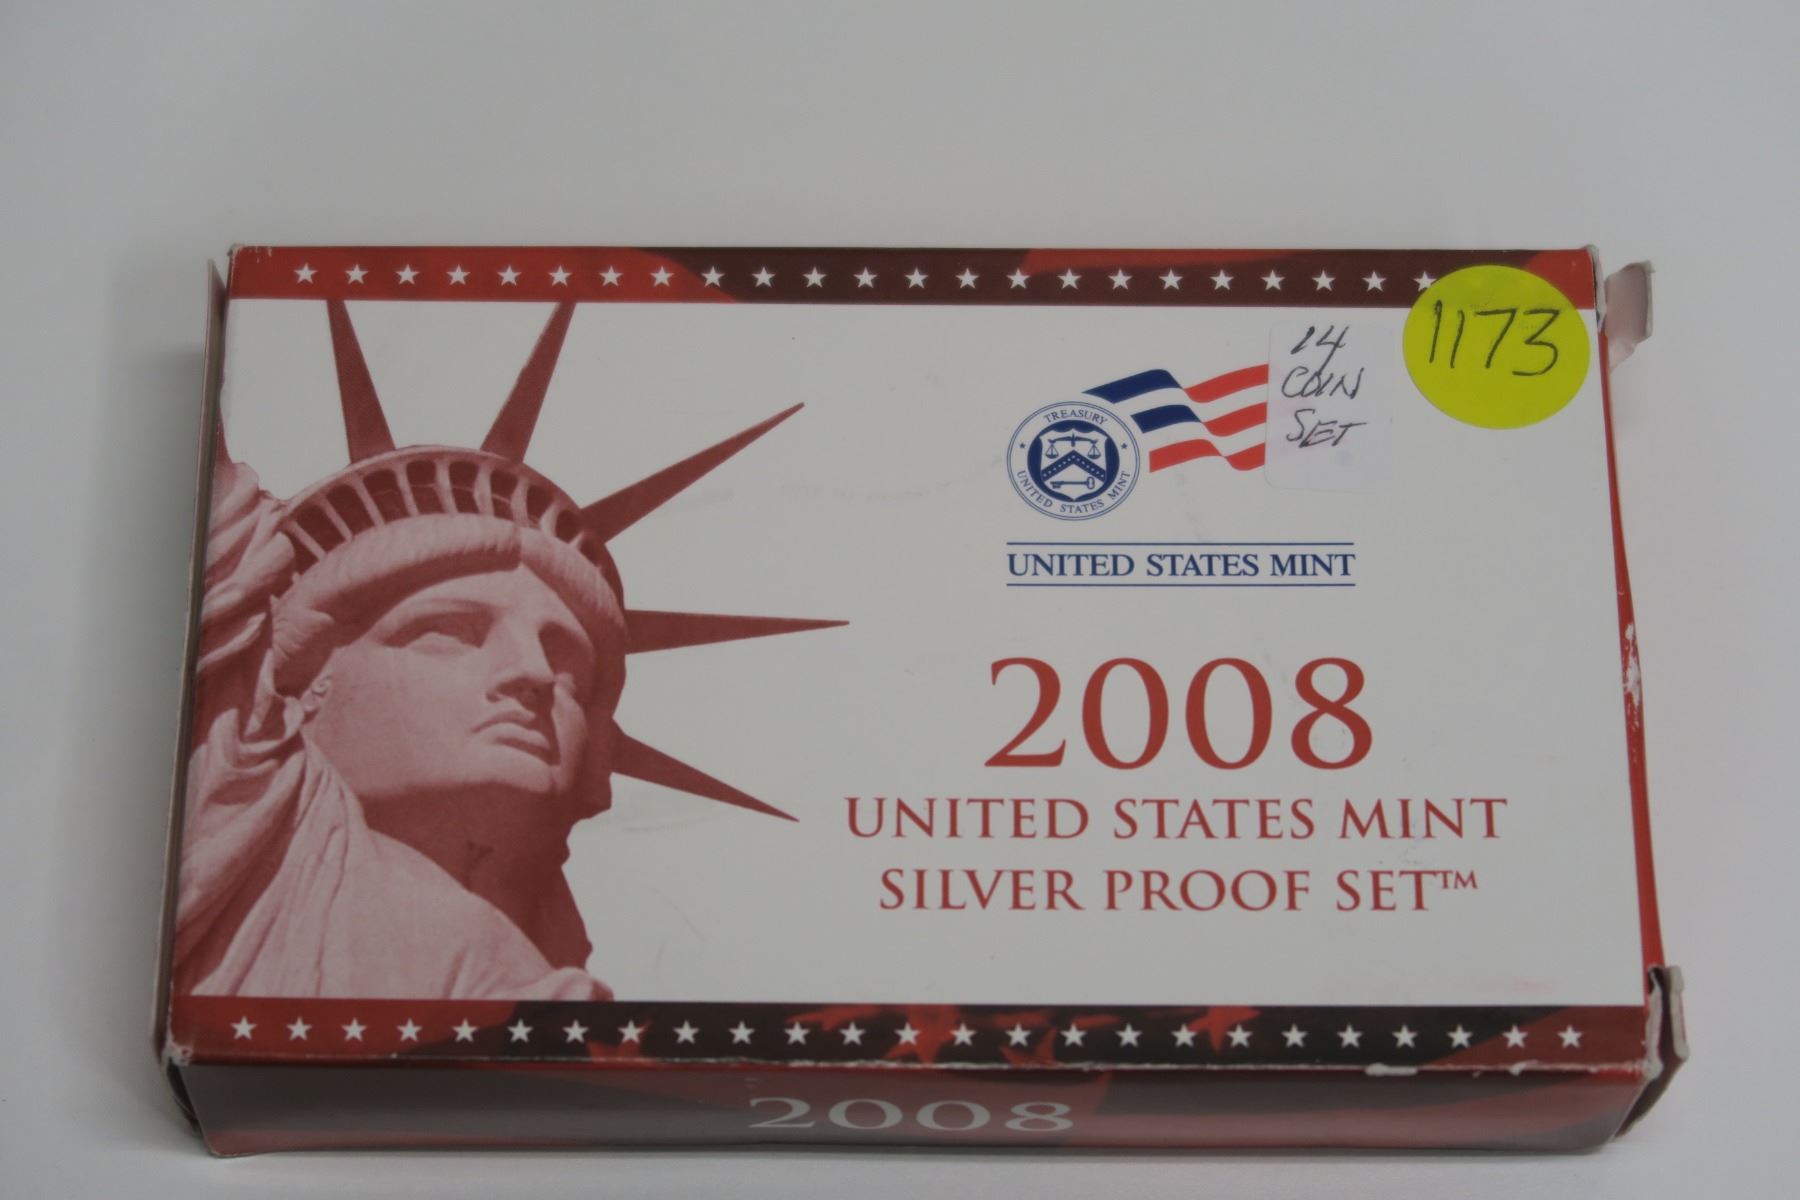 1173
14
COIN
SET
TREASURY
UNITED STATES MINT
UNITED STATES MINT
2008
UNITED STATES MINT
SILVER PROOF SET™
2008